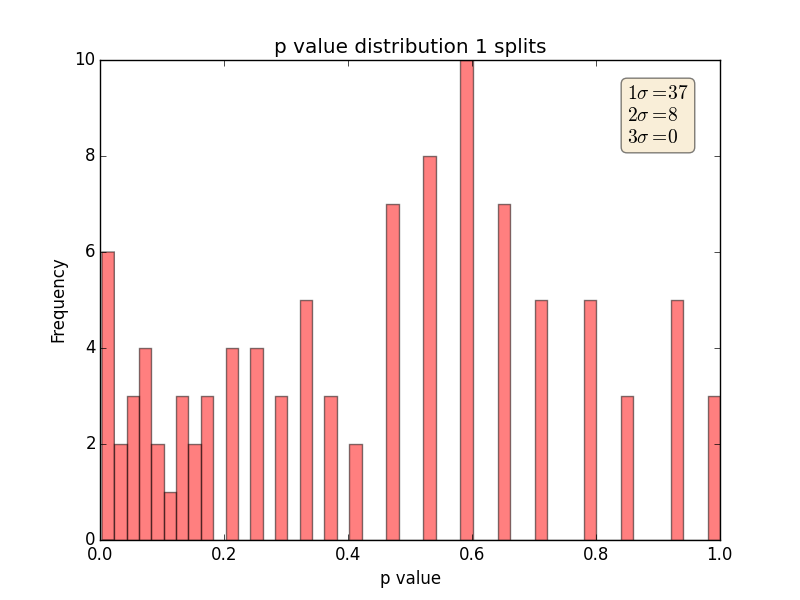 p value distribution 1 splits
1σ =37
2σ =8
3σ =0
10
8
6
4
2
0
Frequency
0.0 0.2 0.4 0.6 0.8 1.0
p value